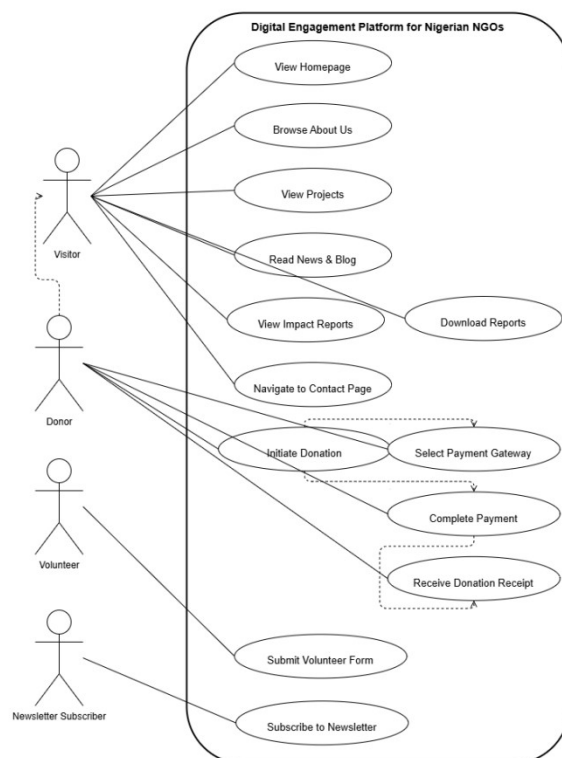 Digital Engagement Platform for Nigerian NGOs
View Homepage
Browse About Us
View Projects
Visitor
Read News & Blog
View Impact Reports
Download Reports
Navigate to Contact Page
Donor
Initiate Donation
Select Payment Gateway
Complete Payment
Volunteer
Receive Donation Receipt
Submit Volunteer Form
Newsletter Subscriber
Subscribe to Newsletter